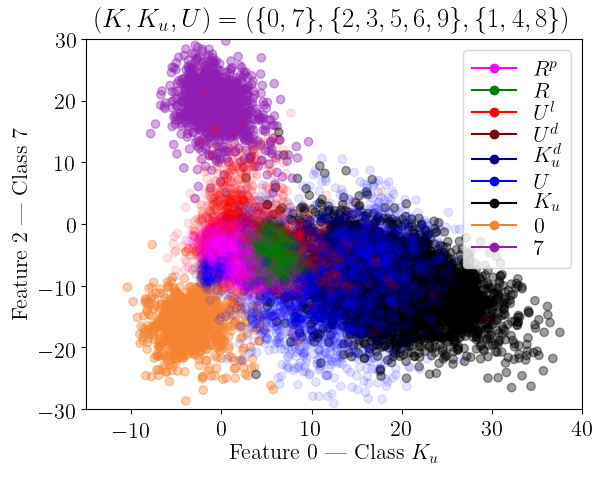 (K, K_u, U) = ({0, 7}, {2, 3, 5, 6, 9}, {1, 4, 8})
30
20
10
0
−10
−20
−30
Feature 2 — Class 7
R^p
R
U^l
U^d
K_u^d
U
K_u
0
7
−10
0
10
20
30
40
Feature 0 — Class K_u